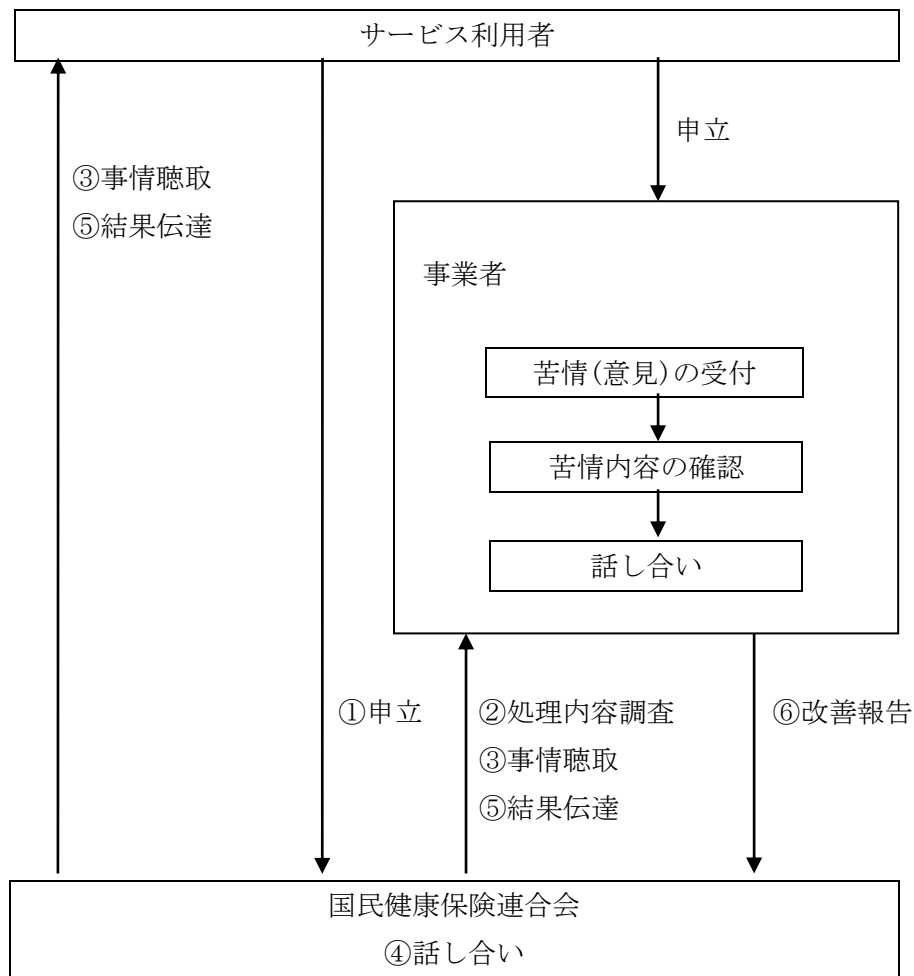 サービス利用者
申立
③事情聴取
⑤結果伝達
事業者
苦情(意見)の受付
苦情内容の確認
話し合い
①申立
②処理内容調査
③事情聴取
⑤結果伝達
⑥改善報告
国民健康保険連合会
④話し合い